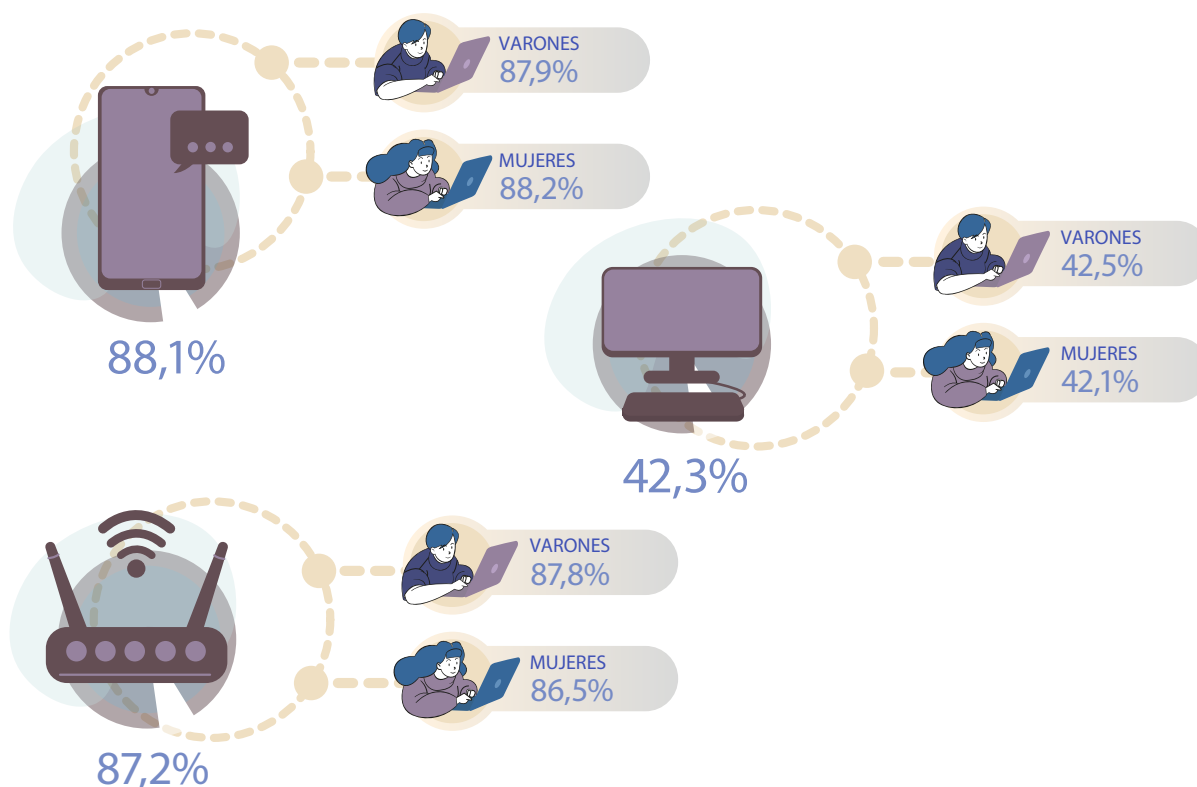 VARONES
87,9%
MUJERES
88,2%
88,1%
VARONES
42,5%
MUJERES
42,1%
42,3%
VARONES
87,8%
MUJERES
86,5%
87,2%